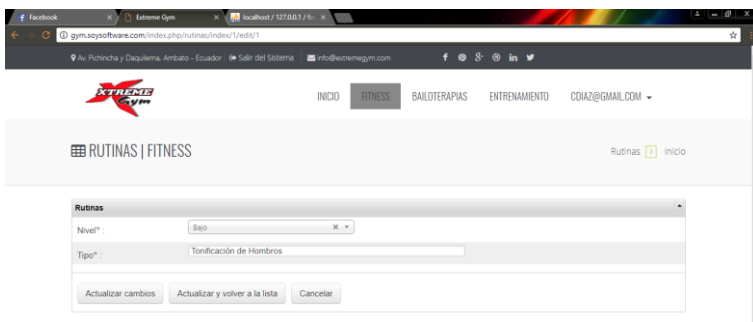 Facebook
Extreme Gym
localhost / 127.0.0.1 /
gym.soysoftware.com/index.php/rutinas/index/1/edit/1
Av. Pichincha y Daquilema. Ambato - Ecuador Salir del Sistema info@extremegym.com
XTREME
Gym
INICIO FITNESS BAILOTERAPIAS ENTRENAMIENTO CDIAZ@GMAIL.COM
RUTINAS | FITNESS
Rutinas > Inicio
Rutinas
Nivel* : Bajo
Tipo* : Tonificación de Hombros
Actualizar cambios Actualizar y volver a la lista Cancelar